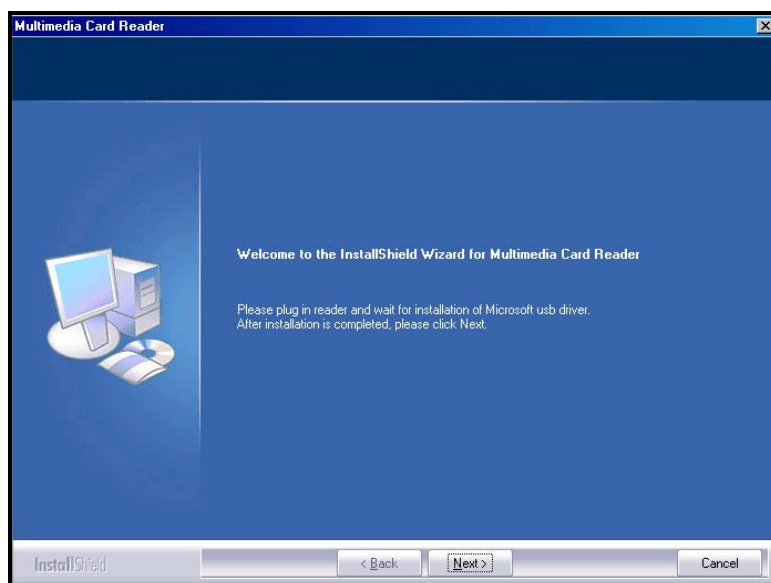 Multimedia Card Reader
Welcome to the InstallShield Wizard for Multimedia Card Reader
Please plug in reader and wait for installation of Microsoft usb driver.
After installation is completed, please click Next.
InstallShield
< Back
Next >
Cancel